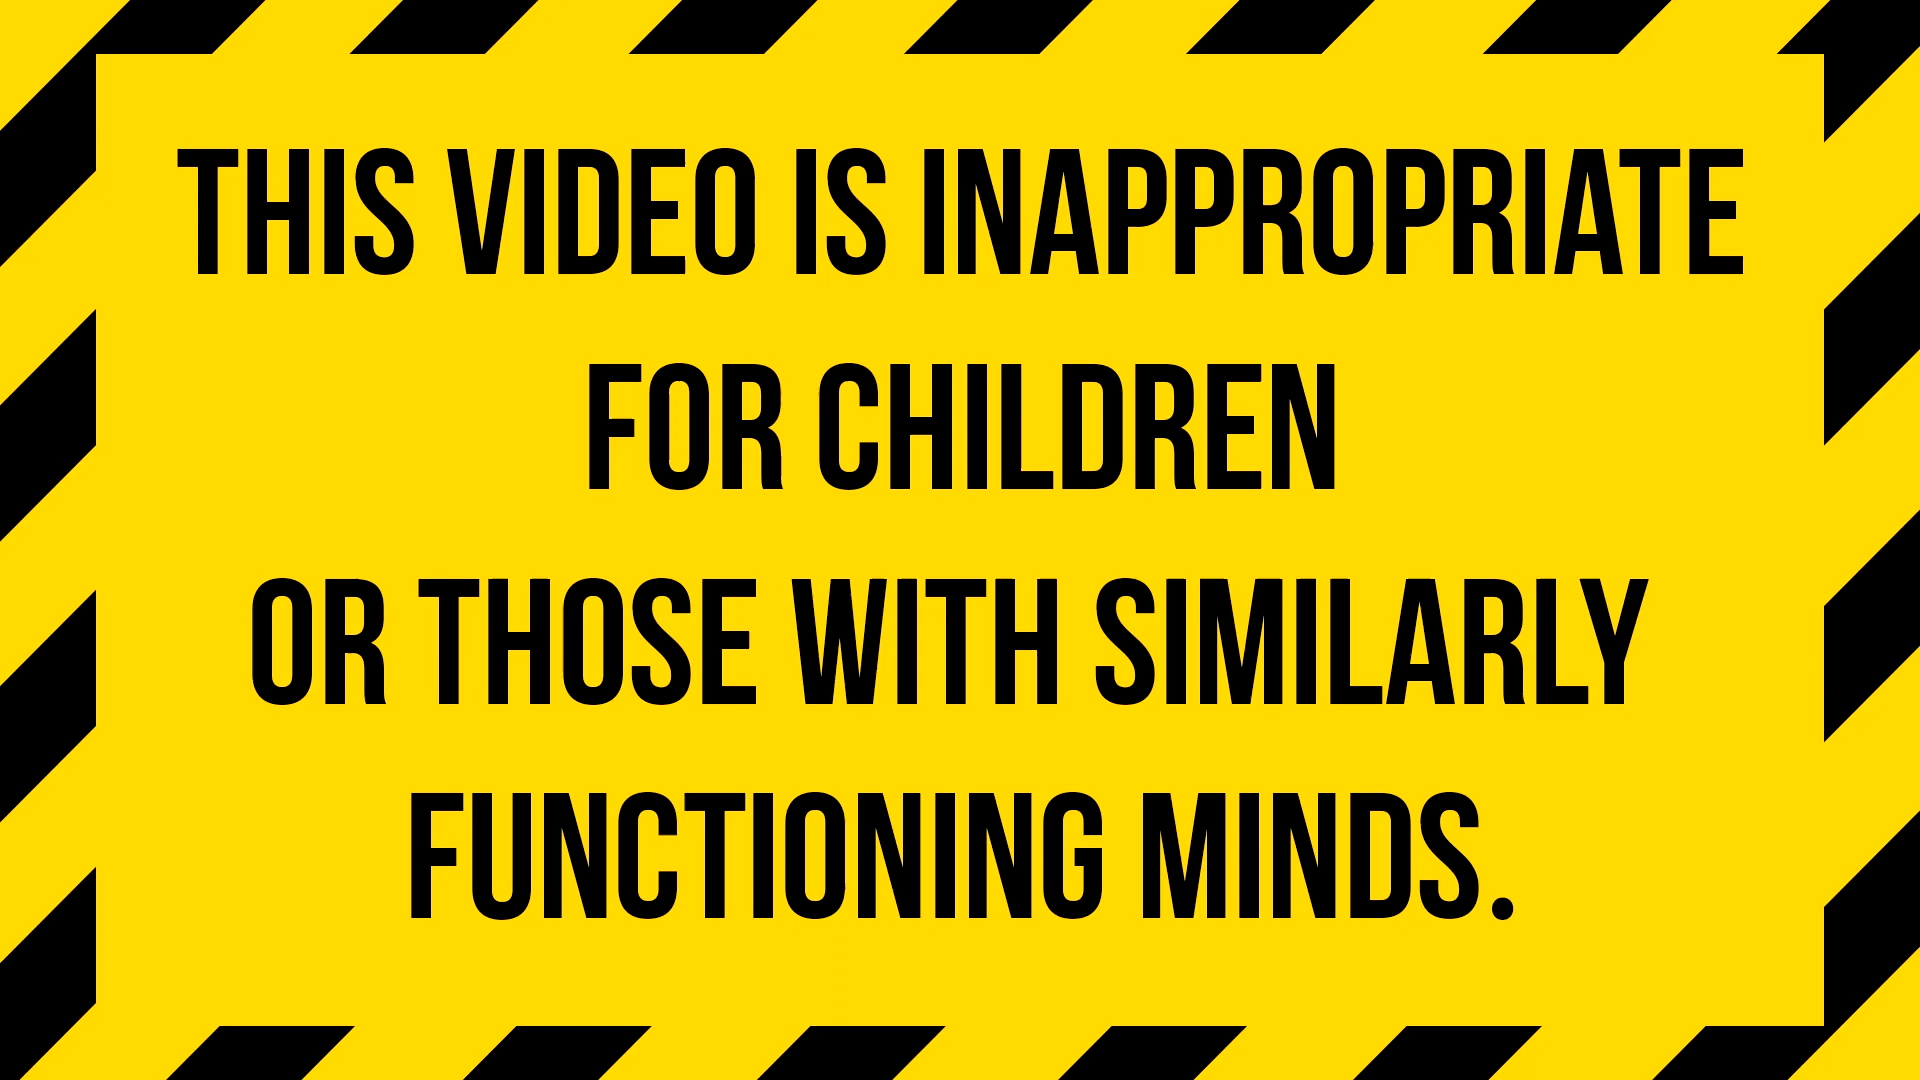 THIS VIDEO IS INAPPROPRIATE
FOR CHILDREN
OR THOSE WITH SIMILARLY
FUNCTIONING MINDS.